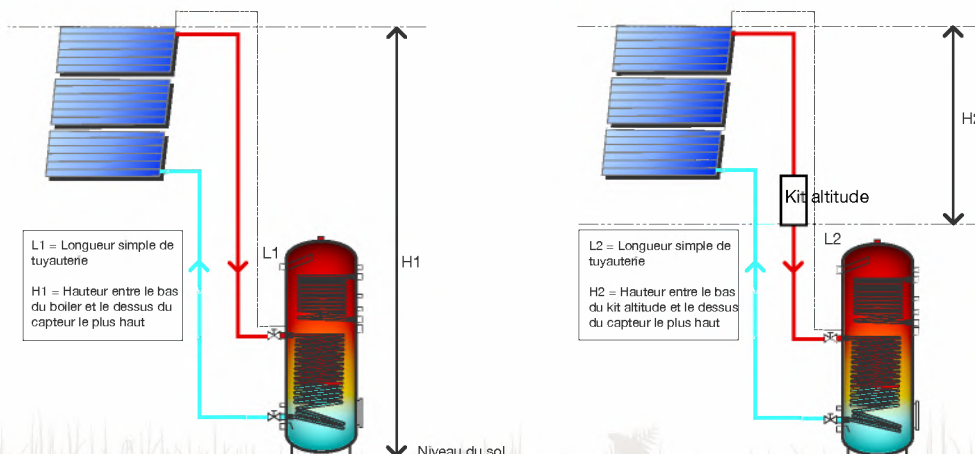 L1
L1 = Longueur simple de
tuyauterie
H1 = Hauteur entre le bas
du boiler et le dessus du
capteur le plus haut
H1
Niveau du sol
H2
Kit altitude
L2
L2 = Longueur simple de
tuyauterie
H2 = Hauteur entre le bas
du kit altitude et le dessus
du capteur le plus haut